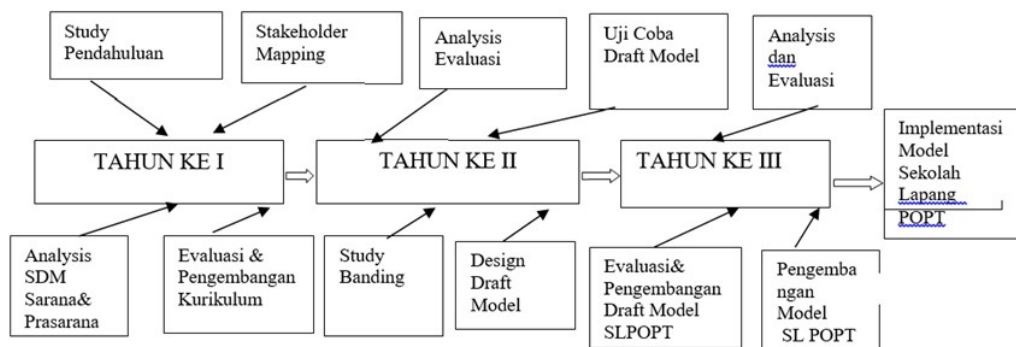 Study
Pendahuluan
Stakeholder
Mapping
Analysis
Evaluasi
Uji Coba
Draft Model
Analysis
dan
Evaluasi
TAHUN KE I
TAHUN KE II
TAHUN KE III
Implementasi
Model
Sekolah
Lapang
POPT
Analysis
SDM
Sarana&
Prasarana
Evaluasi &
Pengembangan
Kurikulum
Study
Banding
Design
Draft
Model
Evaluasi&
Pengembangan
Draft Model
SLPOPT
Pengemba
ngan
Model
SL POPT